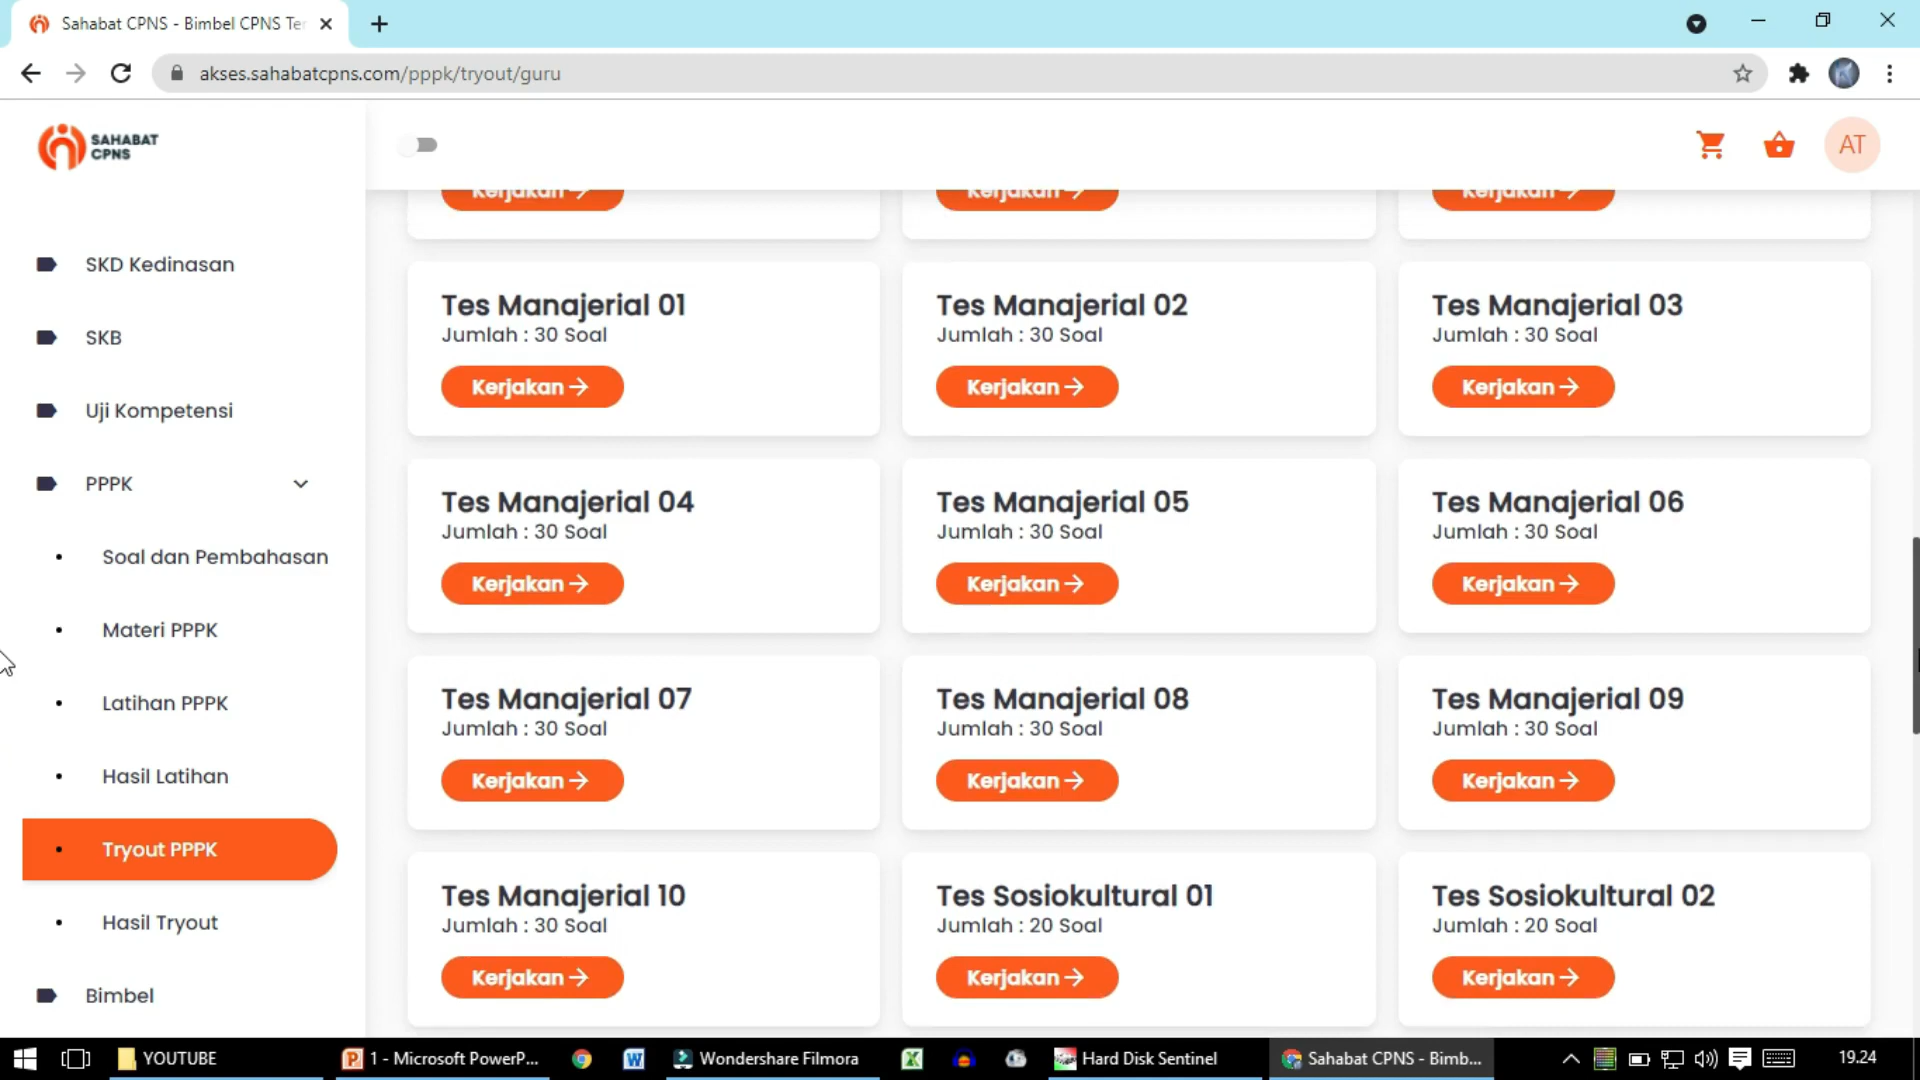 Sahabat CPNS - Bimbel CPNS Ter
akses.sahabatcpns.com/pppk/tryout/guru
SAHABAT
CPNS
AT
SKD Kedinasan
SKB
Uji Kompetensi
PPPK
Soal dan Pembahasan
Materi PPPK
Latihan PPPK
Hasil Latihan
Tryout PPPK
Hasil Tryout
Bimbel
Kerjakan
Kerjakan
Kerjakan
Tes Manajerial 01
Jumlah : 30 Soal
Kerjakan
Tes Manajerial 02
Jumlah : 30 Soal
Kerjakan
Tes Manajerial 03
Jumlah : 30 Soal
Kerjakan
Tes Manajerial 04
Jumlah : 30 Soal
Kerjakan
Tes Manajerial 05
Jumlah : 30 Soal
Kerjakan
Tes Manajerial 06
Jumlah : 30 Soal
Kerjakan
Tes Manajerial 07
Jumlah : 30 Soal
Kerjakan
Tes Manajerial 08
Jumlah : 30 Soal
Kerjakan
Tes Manajerial 09
Jumlah : 30 Soal
Kerjakan
Tes Manajerial 10
Jumlah : 30 Soal
Kerjakan
Tes Sosiokultural 01
Jumlah : 20 Soal
Kerjakan
Tes Sosiokultural 02
Jumlah : 20 Soal
Kerjakan
YOUTUBE
1 - Microsoft PowerP...
Wondershare Filmora
Hard Disk Sentinel
Sahabat CPNS - Bimb...
19.24